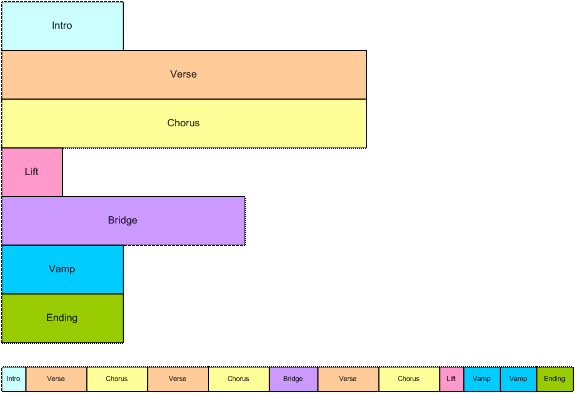 Intro
Verse
Chorus
Lift
Bridge
Vamp
Ending
Intro Verse Chorus Verse Chorus Bridge Verse Chorus Lift Vamp Vamp Ending